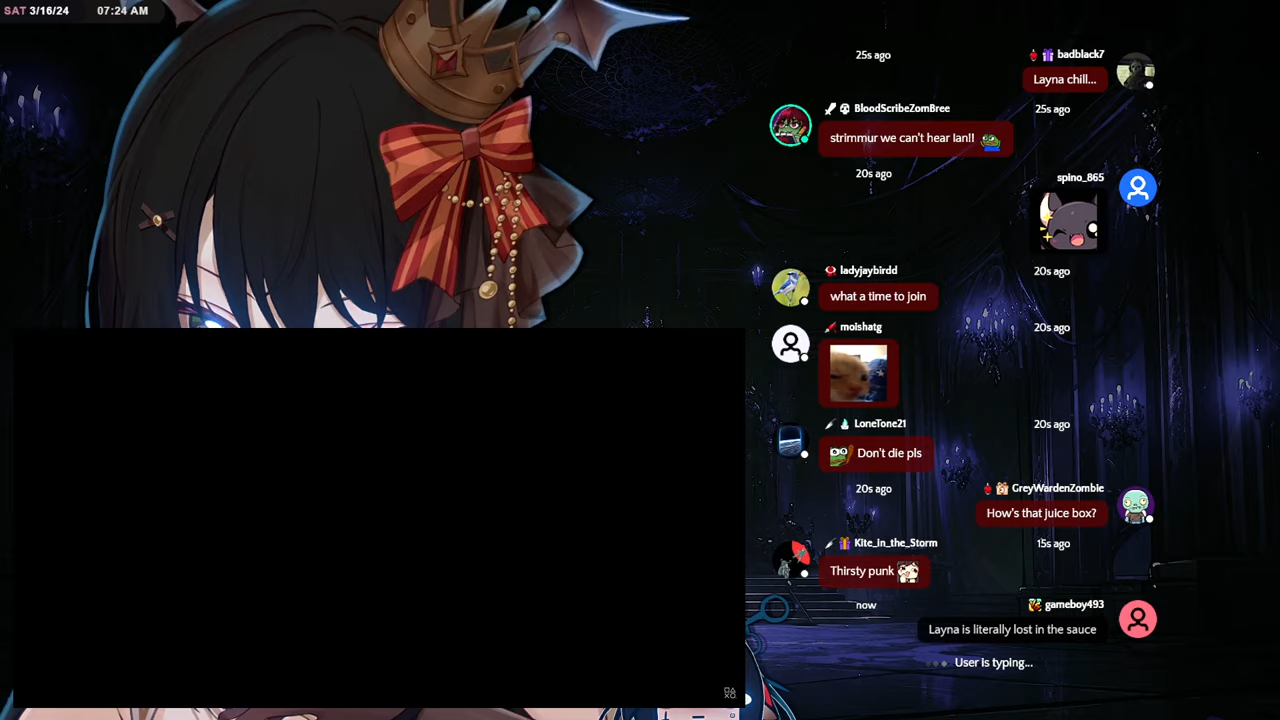 SAT 3/16/24 07:24 AM
25s ago
badblack7
Layna chill...
25s ago
BloodScribeZomBree
strimmur we can't hear Ian!!
20s ago
spino_865
20s ago
ladyjaybirdd
what a time to join
20s ago
moishatg
20s ago
LoneTone21
Don't die pls
20s ago
GreyWardenZombie
How's that juice box?
15s ago
Kite_in_the_Storm
Thirsty punk
now
gameboy493
Layna is literally lost in the sauce
User is typing...